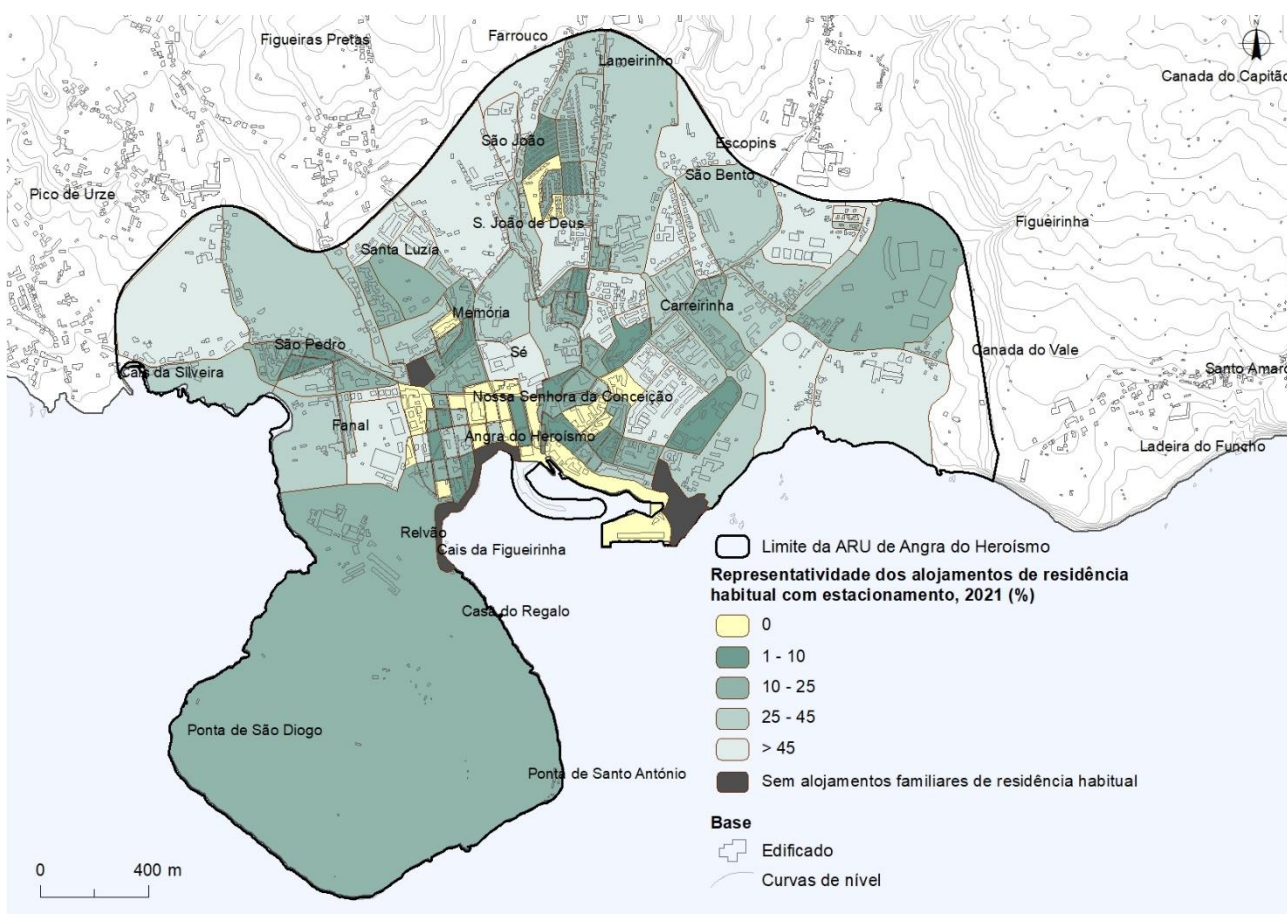 Farrouco
Figueiras Pretas
N
Lameirinho
Canada do Capitão
São João
Escopins
São Bento
Pico de Urze
Figueirinha
S. João de Deus
Santa Luzia
Carreirinha
Memória
São Pedro
Sé
Canada do Vale
Cais da Silveira
Santo Amaro
Nossa Senhora da Conceição
Fanal
Angra do Heroísmo
Ladeira do Funcho
Relvão
Cais da Figueirinha
Casa do Regalo
Ponta de São Diogo
Ponta de Santo António
0 400 m
Limite da ARU de Angra do Heroísmo
Representatividade dos alojamentos de residência
habitual com estacionamento, 2021 (%)
0
1 - 10
10 - 25
25 - 45
> 45
Sem alojamentos familiares de residência habitual
Base
Edificado
Curvas de nível